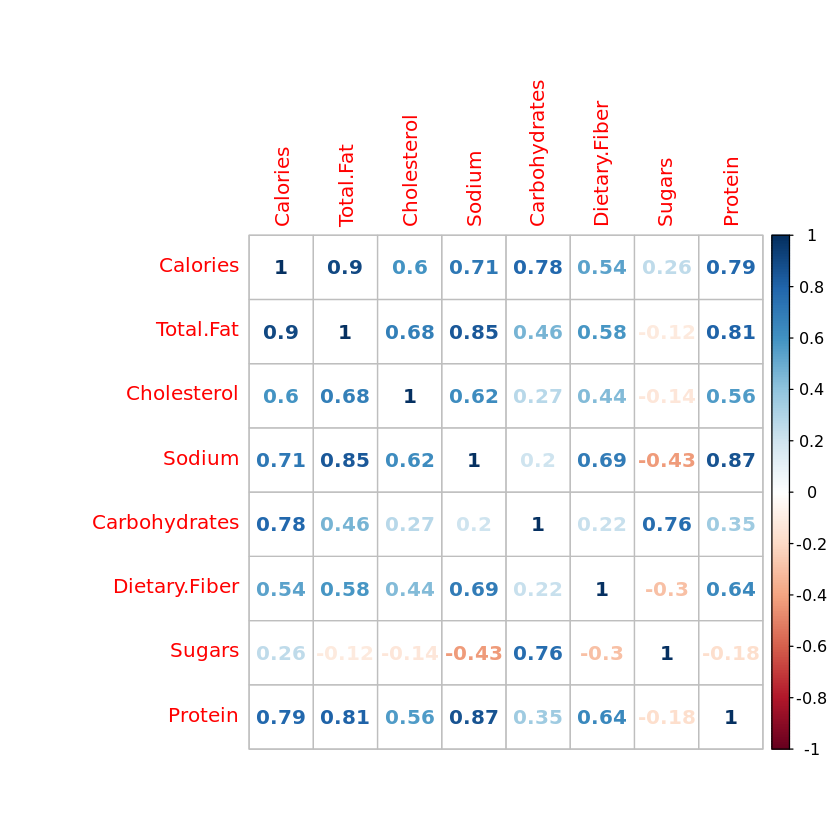 Calories Total.Fat Cholesterol Sodium Carbohydrates Dietary.Fiber Sugars Protein
Calories 1 0.9 0.6 0.71 0.78 0.54 0.26 0.79
Total.Fat 0.9 1 0.68 0.85 0.46 0.58 -0.12 0.81
Cholesterol 0.6 0.68 1 0.62 0.27 0.44 -0.14 0.56
Sodium 0.71 0.85 0.62 1 0.2 0.69 -0.43 0.87
Carbohydrates 0.78 0.46 0.27 0.2 1 0.22 0.76 0.35
Dietary.Fiber 0.54 0.58 0.44 0.69 0.22 1 -0.3 0.64
Sugars 0.26 -0.12 -0.14 -0.43 0.76 -0.3 1 -0.18
Protein 0.79 0.81 0.56 0.87 0.35 0.64 -0.18 1
1
0.8
0.6
0.4
0.2
0
-0.2
-0.4
-0.6
-0.8
-1